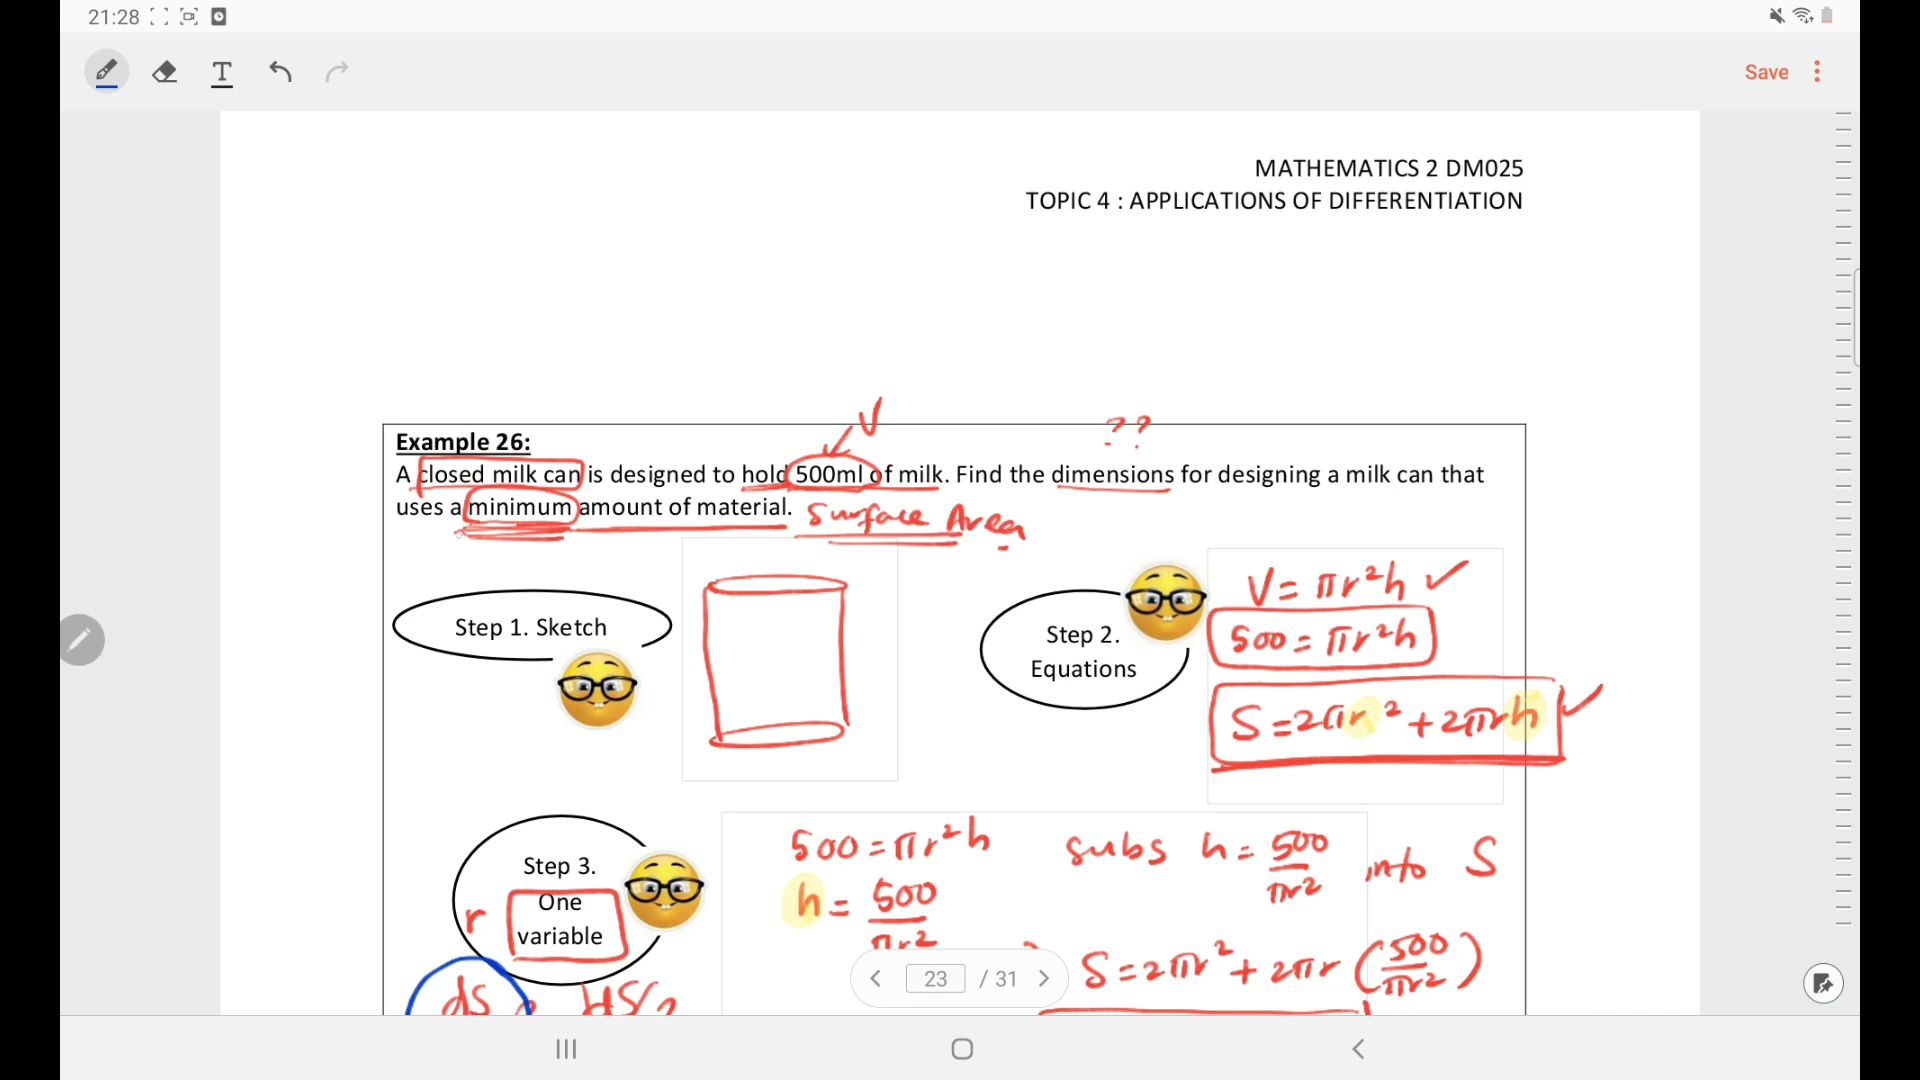 21:28
T
Save
MATHEMATICS 2 DM025
TOPIC 4 : APPLICATIONS OF DIFFERENTIATION
V
??
Example 26:
A closed milk can is designed to hold 500ml of milk. Find the dimensions for designing a milk can that
uses a minimum amount of material. Surface Area
Step 1. Sketch
Step 2.
Equations
V = πr²h ✓
500 = πr²h
S = 2πr² + 2πrh ✓
Step 3.
One
variable
r
500 = πr²h
h = 500/πr²
subs h = 500/πr² into S
S = 2πr² + 2πr (500/πr²)
dS
23 / 31